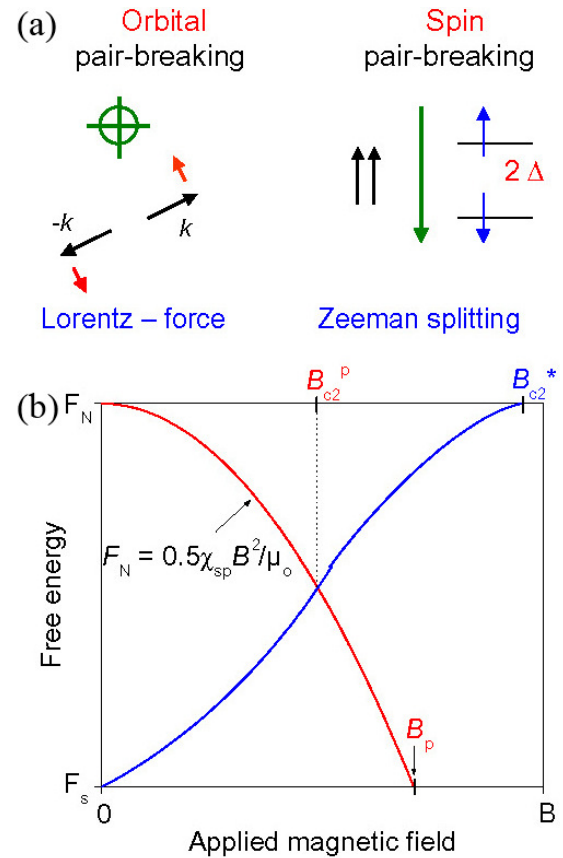 (a) Orbital Spin
pair-breaking pair-breaking
2 Δ
-k k
Lorentz – force Zeeman splitting
(b) B_c2^p B_c2*
F_N
F_N = 0.5χ_sp B²/μ_o
Free energy
B_p
F_s
0 B
Applied magnetic field